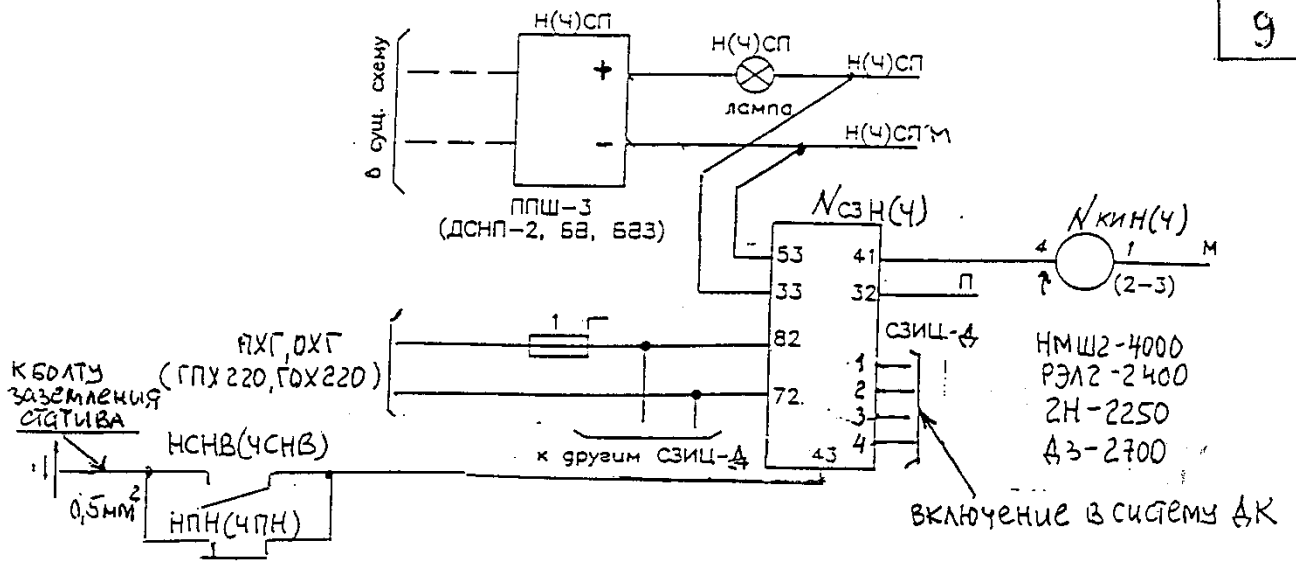 9
Н(Ч)СП
Н(Ч)СП
Н(Ч)СП
в сущ. схему
+
лампа
-
Н(Ч)СПМ
ППШ-3
(ДСНП-2, БВ, БВЗ)
NСЗН(Ч)
NКИН(Ч)
53 41
4 1 М
33 32
П
(2-3)
СЗИЦ-Д
82
72
1
2
3
4
43
НМШ2-4000
РЭЛ2-2400
2Н-2250
ДЗ-2700
ПХГ, ОХГ
(ГПХ220, ГОХ220)
К БОЛТУ
ЗАЗЕМЛЕНИЯ
СТАТИВА
к другим СЗИЦ-Д
НСНВ(ЧСНВ)
0,5мм²
НПН(ЧПН)
ВКЛЮЧЕНИЕ В СИСТЕМУ ДК